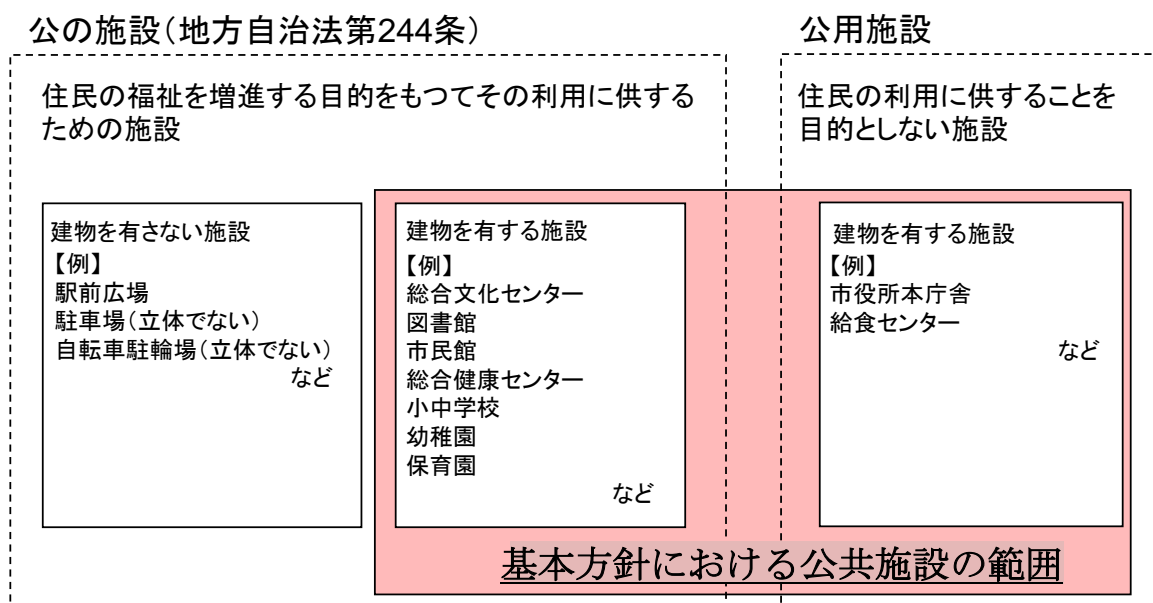 公の施設（地方自治法第244条）
住民の福祉を増進する目的をもつてその利用に供する
ための施設
建物を有さない施設
【例】
駅前広場
駐車場（立体でない）
自転車駐輪場（立体でない）
など
建物を有する施設
【例】
総合文化センター
図書館
市民館
総合健康センター
小中学校
幼稚園
保育園
など
公用施設
住民の利用に供することを
目的としない施設
建物を有する施設
【例】
市役所本庁舎
給食センター
など
基本方針における公共施設の範囲